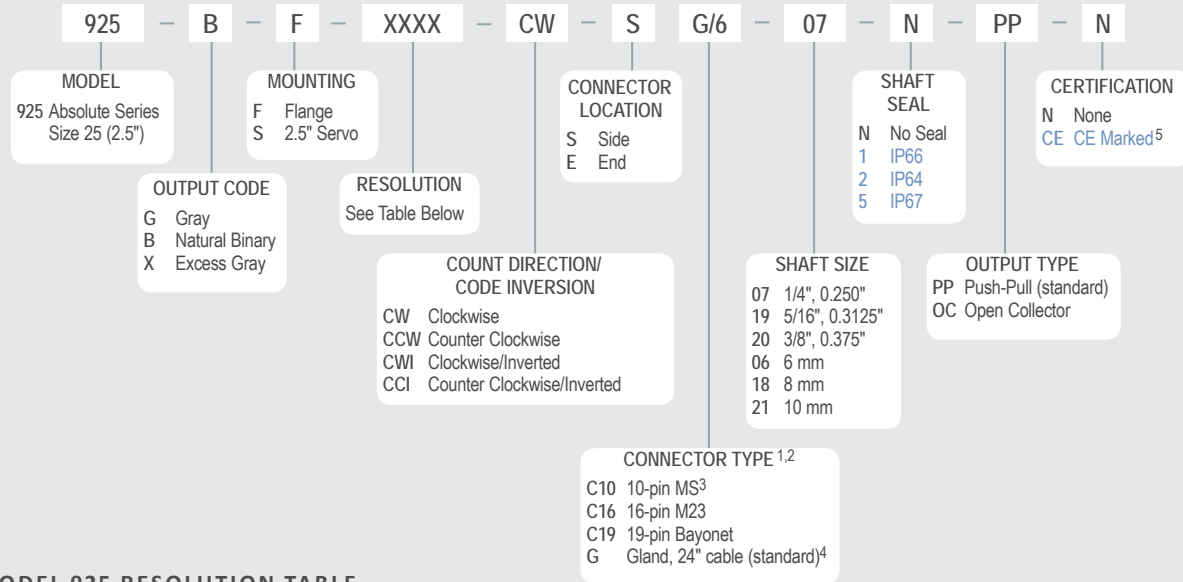 925 – B – F – XXXX – CW – S G/6 – 07 – N – PP – N
MODEL
925 Absolute Series
Size 25 (2.5")
OUTPUT CODE
G Gray
B Natural Binary
X Excess Gray
MOUNTING
F Flange
S 2.5" Servo
RESOLUTION
See Table Below
COUNT DIRECTION/
CODE INVERSION
CW Clockwise
CCW Counter Clockwise
CWI Clockwise/Inverted
CCI Counter Clockwise/Inverted
CONNECTOR
LOCATION
S Side
E End
CONNECTOR TYPE 1,2
C10 10-pin MS3
C16 16-pin M23
C19 19-pin Bayonet
G Gland, 24" cable (standard)4
SHAFT SIZE
07 1/4", 0.250"
19 5/16", 0.3125"
20 3/8", 0.375"
06 6 mm
18 8 mm
21 10 mm
SHAFT
SEAL
N No Seal
1 IP66
2 IP64
5 IP67
OUTPUT TYPE
PP Push-Pull (standard)
OC Open Collector
CERTIFICATION
N None
CE CE Marked5